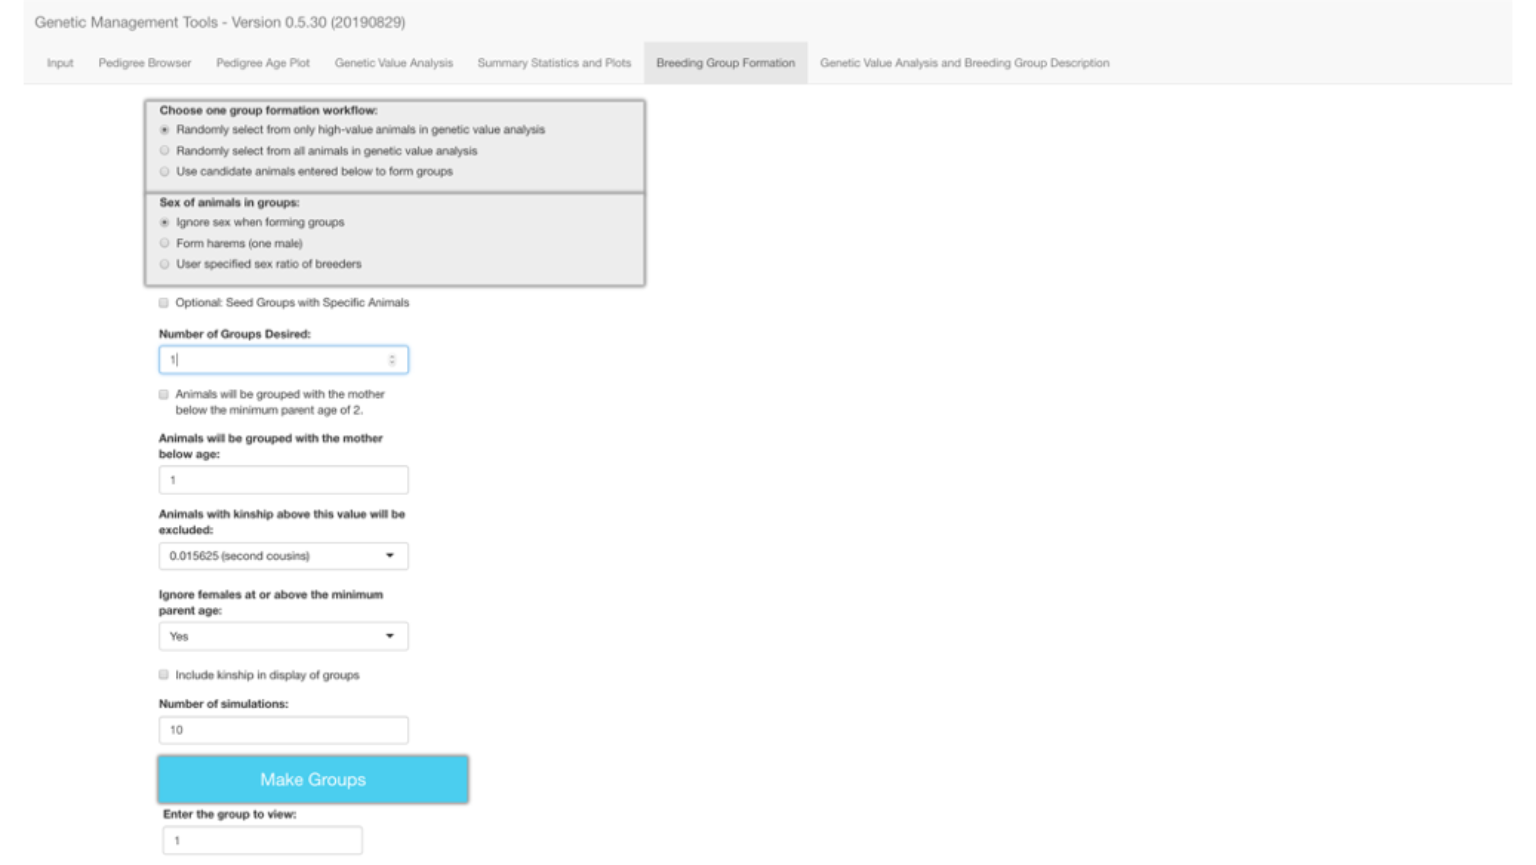 Genetic Management Tools - Version 0.5.30 (20190829)
Input Pedigree Browser Pedigree Age Plot Genetic Value Analysis Summary Statistics and Plots Breeding Group Formation Genetic Value Analysis and Breeding Group Description
Choose one group formation workflow:
Randomly select from only high-value animals in genetic value analysis
Randomly select from all animals in genetic value analysis
Use candidate animals entered below to form groups
Sex of animals in groups:
Ignore sex when forming groups
Form harems (one male)
User specified sex ratio of breeders
Optional: Seed Groups with Specific Animals
Number of Groups Desired:
1
Animals will be grouped with the mother
below the minimum parent age of 2.
Animals will be grouped with the mother
below age:
1
Animals with kinship above this value will be
excluded:
0.015625 (second cousins)
Ignore females at or above the minimum
parent age:
Yes
Include kinship in display of groups
Number of simulations:
10
Make Groups
Enter the group to view:
1